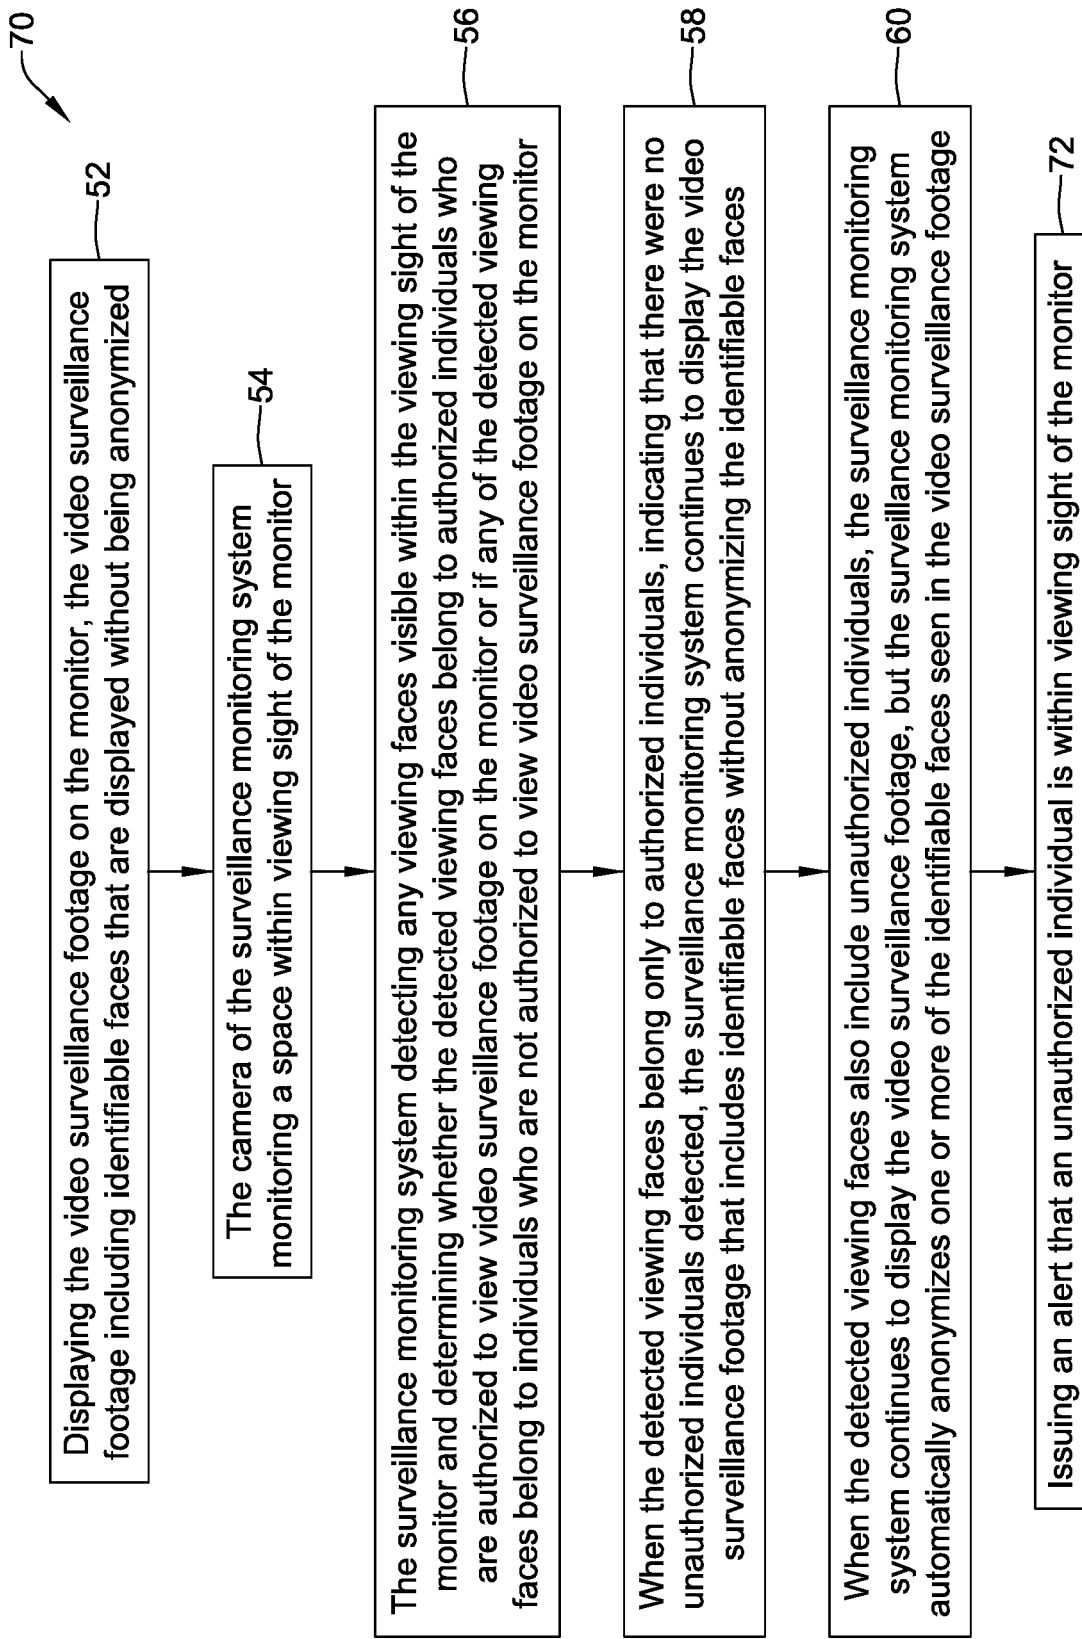 70
52
Displaying the video surveillance footage on the monitor, the video surveillance
footage including identifiable faces that are displayed without being anonymized
54
The camera of the surveillance monitoring system
monitoring a space within viewing sight of the monitor
56
The surveillance monitoring system detecting any viewing faces visible within the viewing sight of the
monitor and determining whether the detected viewing faces belong to authorized individuals who
are authorized to view video surveillance footage on the monitor or if any of the detected viewing
faces belong to individuals who are not authorized to view video surveillance footage on the monitor
58
When the detected viewing faces belong only to authorized individuals, indicating that there were no
unauthorized individuals detected, the surveillance monitoring system continues to display the video
surveillance footage that includes identifiable faces without anonymizing the identifiable faces
60
When the detected viewing faces also include unauthorized individuals, the surveillance monitoring
system continues to display the video surveillance footage, but the surveillance monitoring system
automatically anonymizes one or more of the identifiable faces seen in the video surveillance footage
72
Issuing an alert that an unauthorized individual is within viewing sight of the monitor